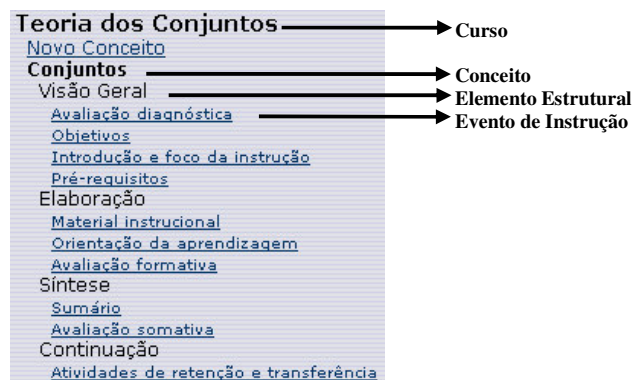 Teoria dos Conjuntos Curso
Novo Conceito
Conjuntos Conceito
Visão Geral Elemento Estrutural
Avaliação diagnóstica Evento de Instrução
Objetivos
Introdução e foco da instrução
Pré-requisitos
Elaboração
Material instrucional
Orientação da aprendizagem
Avaliação formativa
Síntese
Sumário
Avaliação somativa
Continuação
Atividades de retenção e transferência